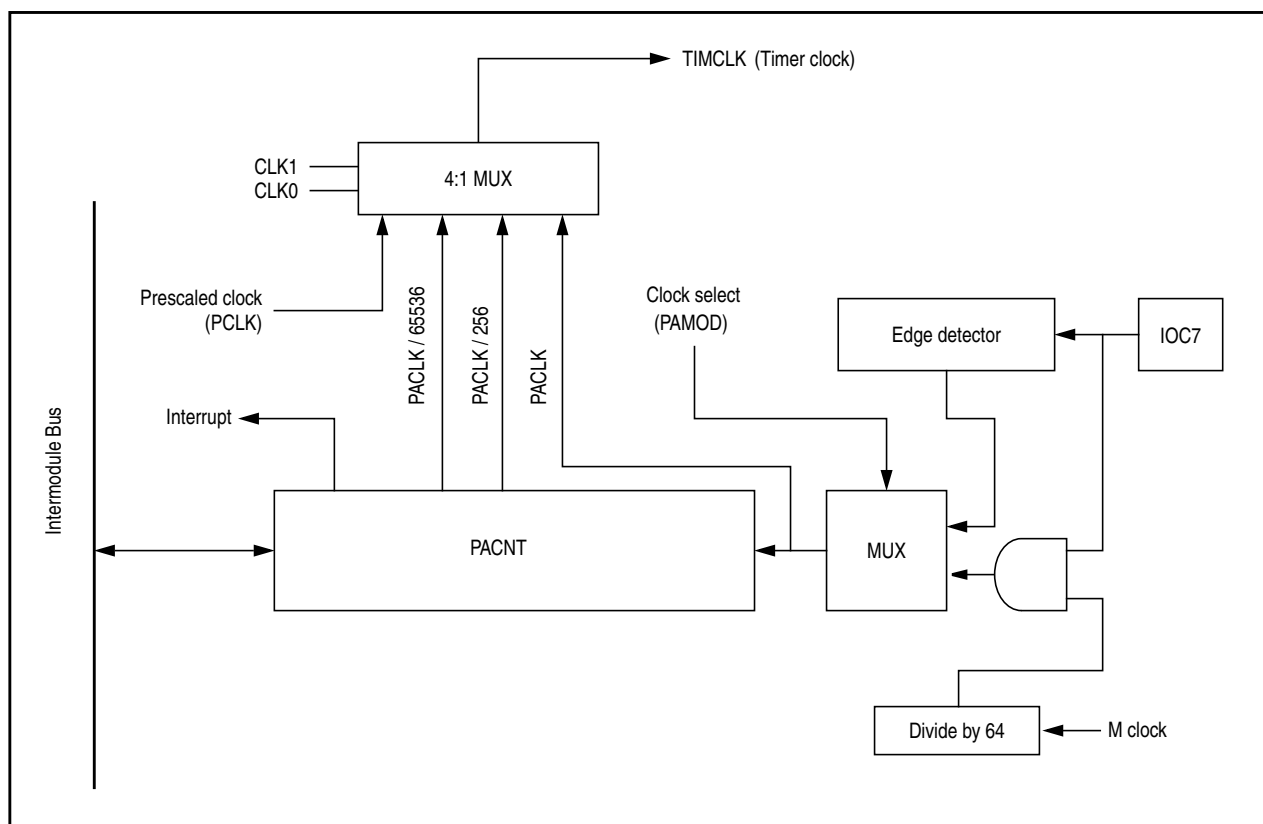 TIMCLK (Timer clock)
CLK1
CLK0
4:1 MUX
Prescaled clock
(PCLK)
PACLK / 65536
PACLK / 256
PACLK
Clock select
(PAMOD)
Edge detector
IOC7
Interrupt
Intermodule Bus
PACNT
MUX
Divide by 64
M clock